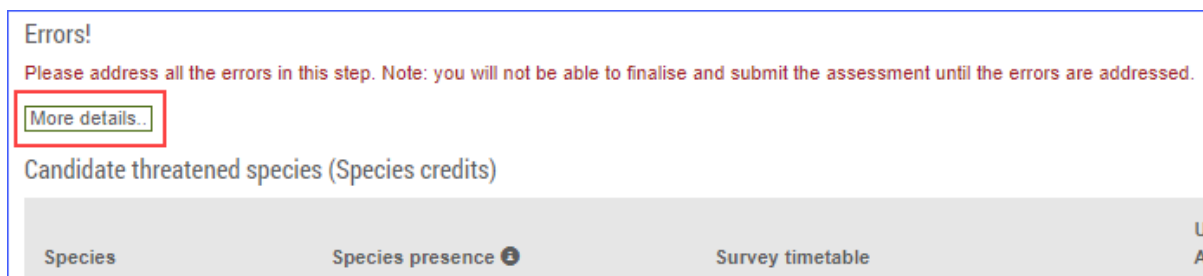 Errors!
Please address all the errors in this step. Note: you will not be able to finalise and submit the assessment until the errors are addressed.
More details..
Candidate threatened species (Species credits)
Species Species presence Survey timetable